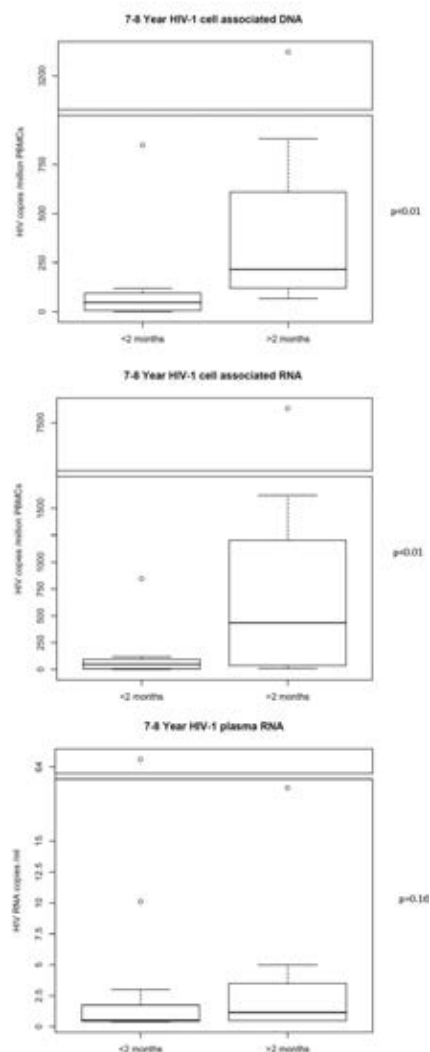 7-8 Year HIV-1 cell associated DNA
3200
750
500
250
0
HIV copies /million PBMCs
p<0.01
<2 months
>2 months
7-8 Year HIV-1 cell associated RNA
7500
1500
1000
750
500
250
0
HIV copies /million PBMCs
p<0.01
<2 months
>2 months
7-8 Year HIV-1 plasma RNA
64
15
12.5
10
7.5
5
2.5
0
HIV RNA copies /ml
p=0.16
<2 months
>2 months